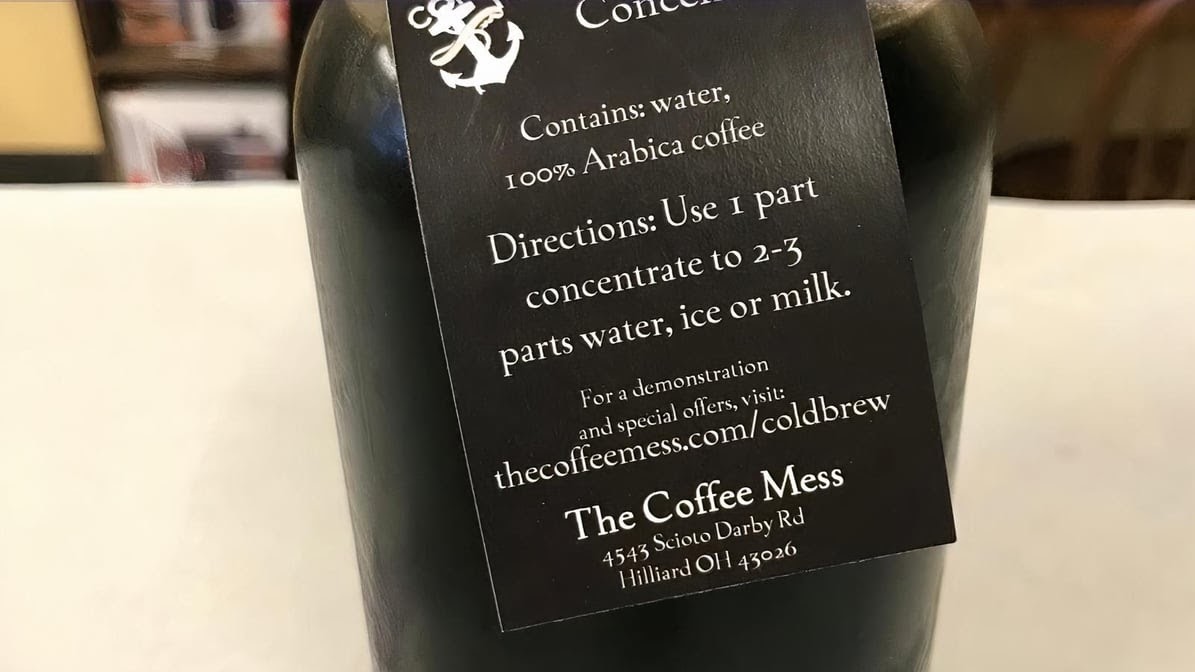 Contains: water,
100% Arabica coffee
Directions: Use 1 part
concentrate to 2-3
parts water, ice or milk.
For a demonstration
and special offers, visit:
thecoffeemess.com/coldbrew
The Coffee Mess
4543 Scioto Darby Rd
Hilliard OH 43026